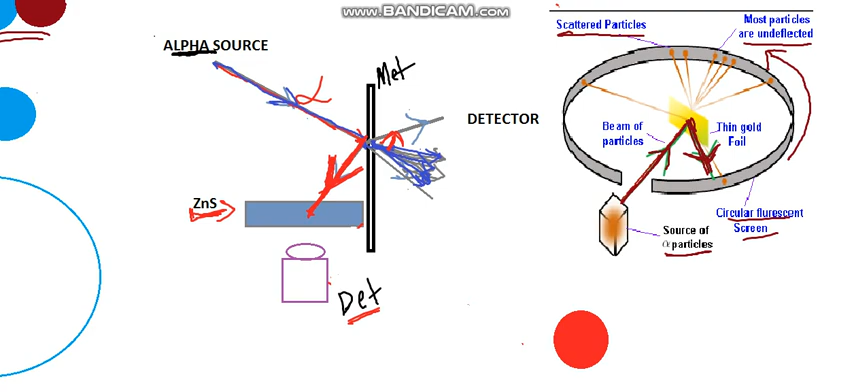 www.BANDICAM.com
ALPHA SOURCE
Met
DETECTOR
ZnS
Det
Scattered Particles
Most particles
are undeflected
Beam of
particles
Thin gold
Foil
Circular flurescent
Screen
Source of
α particles